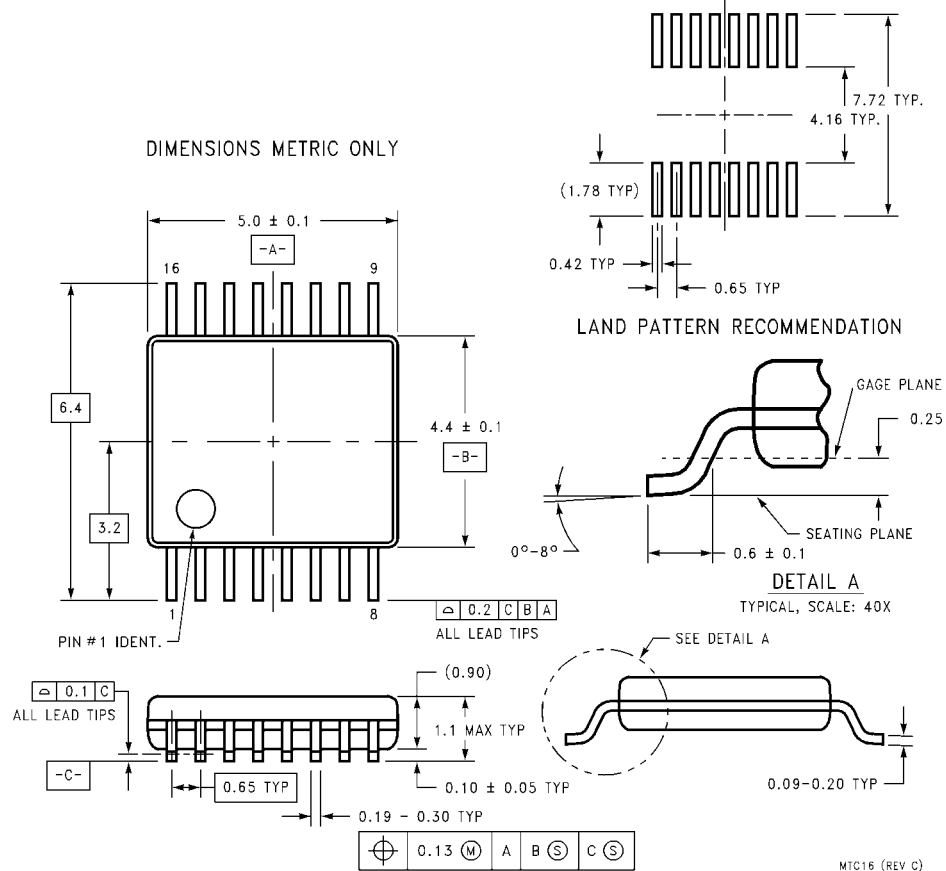 7.72 TYP.
4.16 TYP.
(1.78 TYP)
0.42 TYP
0.65 TYP
LAND PATTERN RECOMMENDATION
DIMENSIONS METRIC ONLY
5.0 ± 0.1
-A-
16
9
6.4
4.4 ± 0.1
-B-
3.2
1
8
PIN #1 IDENT.
⌓ 0.2 C B A
ALL LEAD TIPS
GAGE PLANE
0.25
SEATING PLANE
0°-8°
0.6 ± 0.1
DETAIL A
TYPICAL, SCALE: 40X
SEE DETAIL A
(0.90)
⌓ 0.1 C
ALL LEAD TIPS
1.1 MAX TYP
-C-
0.65 TYP
0.10 ± 0.05 TYP
0.09-0.20 TYP
0.19 - 0.30 TYP
⌖ 0.13 Ⓜ A B Ⓢ C Ⓢ
MTC16 (REV C)